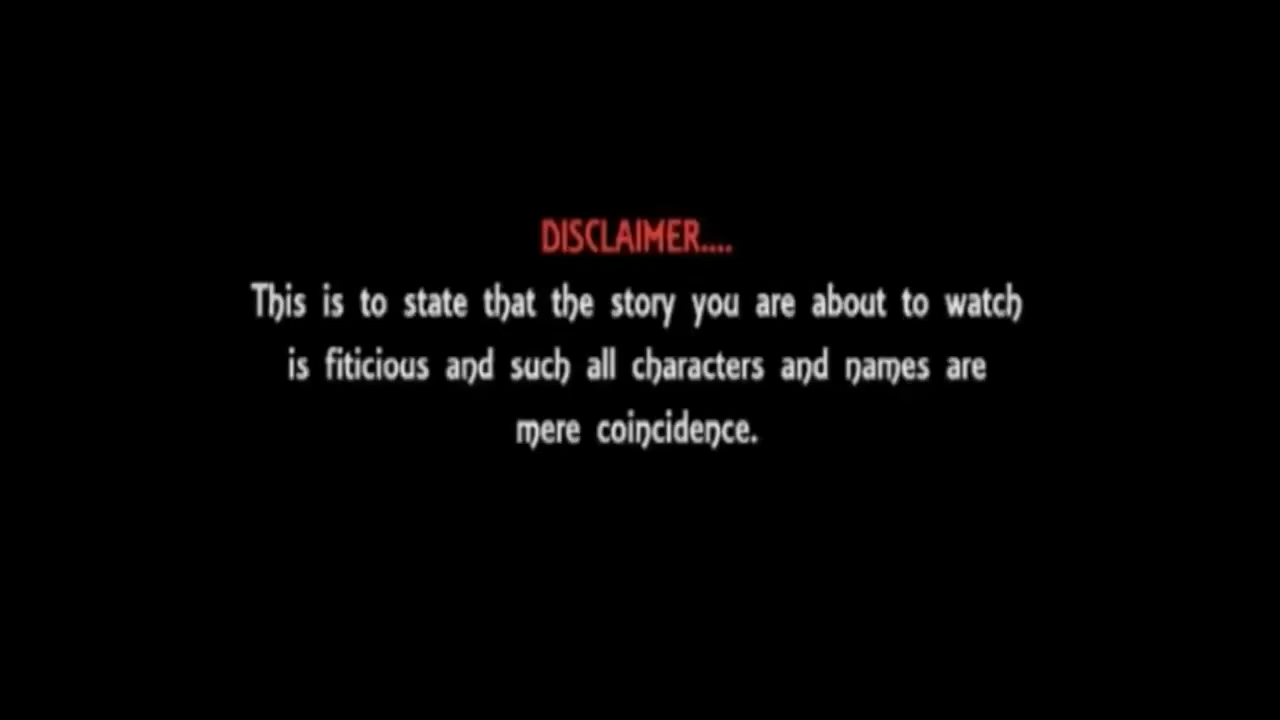 DISCLAIMER....
This is to state that the story you are about to watch
is fiticious and such all characters and names are
mere coincidence.